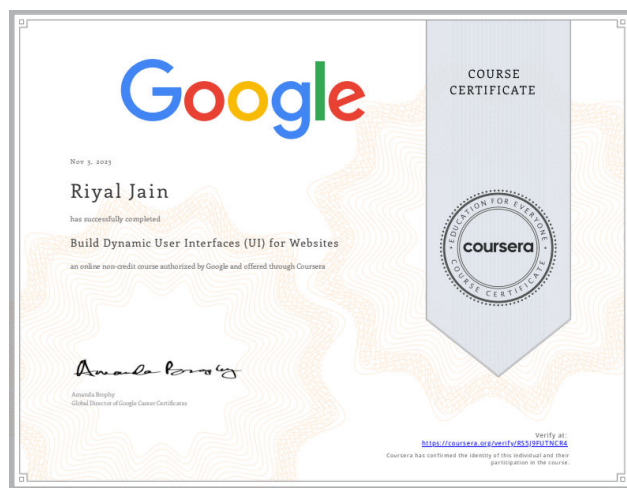 Google
COURSE
CERTIFICATE
Nov 3, 2023
Riyal Jain
has successfully completed
Build Dynamic User Interfaces (UI) for Websites
an online non-credit course authorized by Google and offered through Coursera
EDUCATION FOR EVERYONE
coursera
COURSE CERTIFICATE
Amanda Brophy
Amanda Brophy
Global Director of Google Career Certificates
Verify at:
https://coursera.org/verify/RS5J9FUTNCR4
Coursera has confirmed the identity of this individual and their
participation in the course.